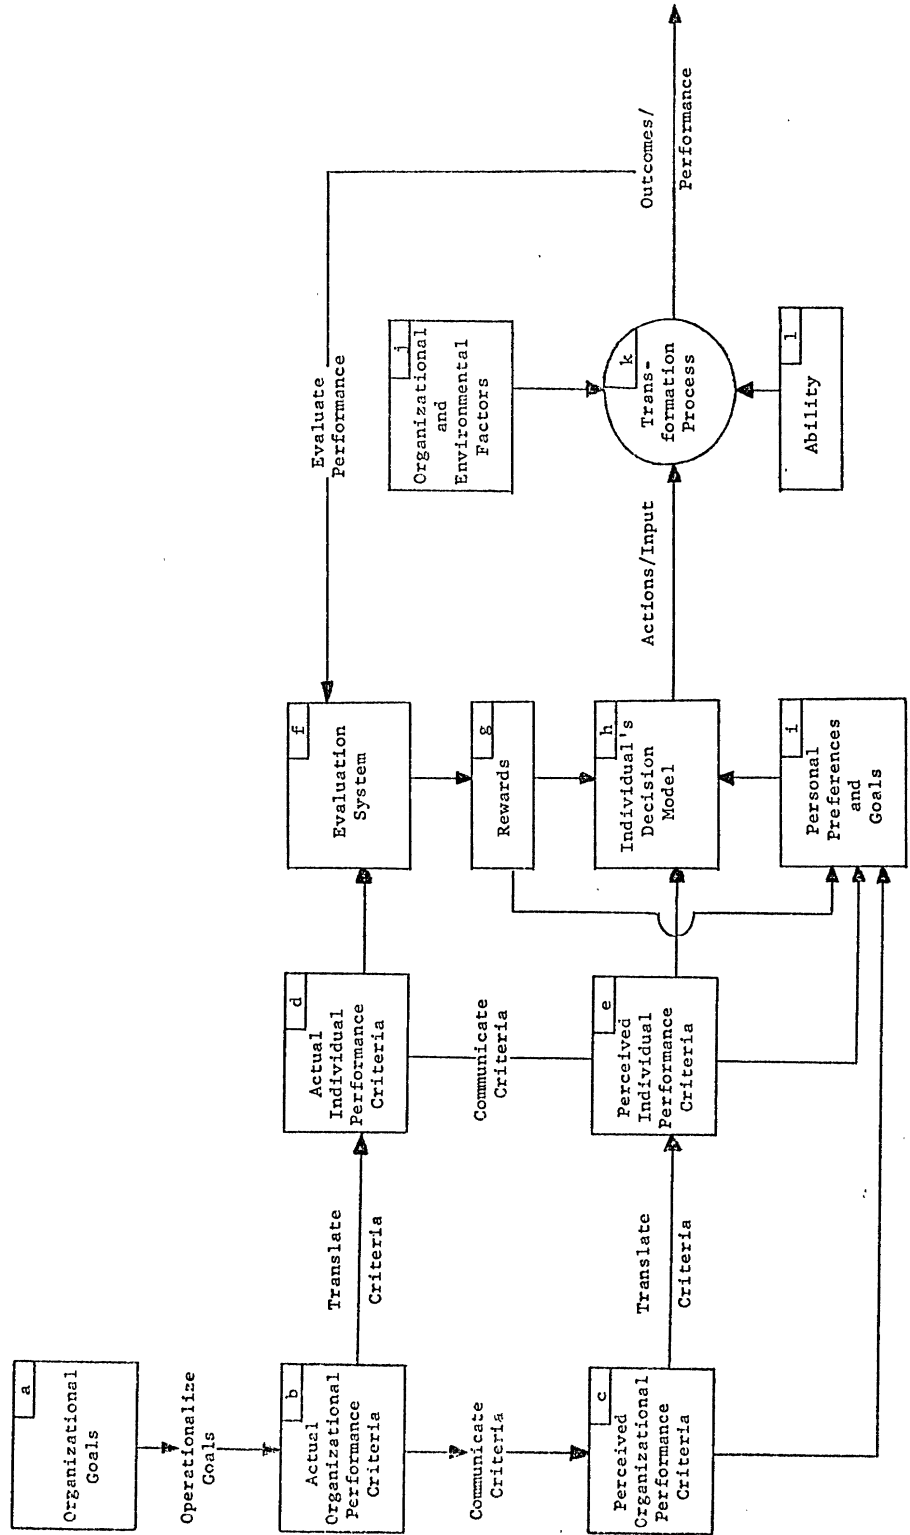 a
Organizational
Goals
Operationalize
Goals
b
Actual
Organizational
Performance
Criteria
Communicate
Criteria
c
Perceived
Organizational
Performance
Criteria
Translate
Criteria
Translate
Criteria
d
Actual
Individual
Performance
Criteria
Communicate
Criteria
e
Perceived
Individual
Performance
Criteria
f
Evaluation
System
g
Rewards
h
Individual's
Decision
Model
i
Personal
Preferences
and
Goals
Evaluate
Performance
Actions/Input
j
Organizational
and
Environmental
Factors
k
Trans-
formation
Process
l
Ability
Outcomes/
Performance